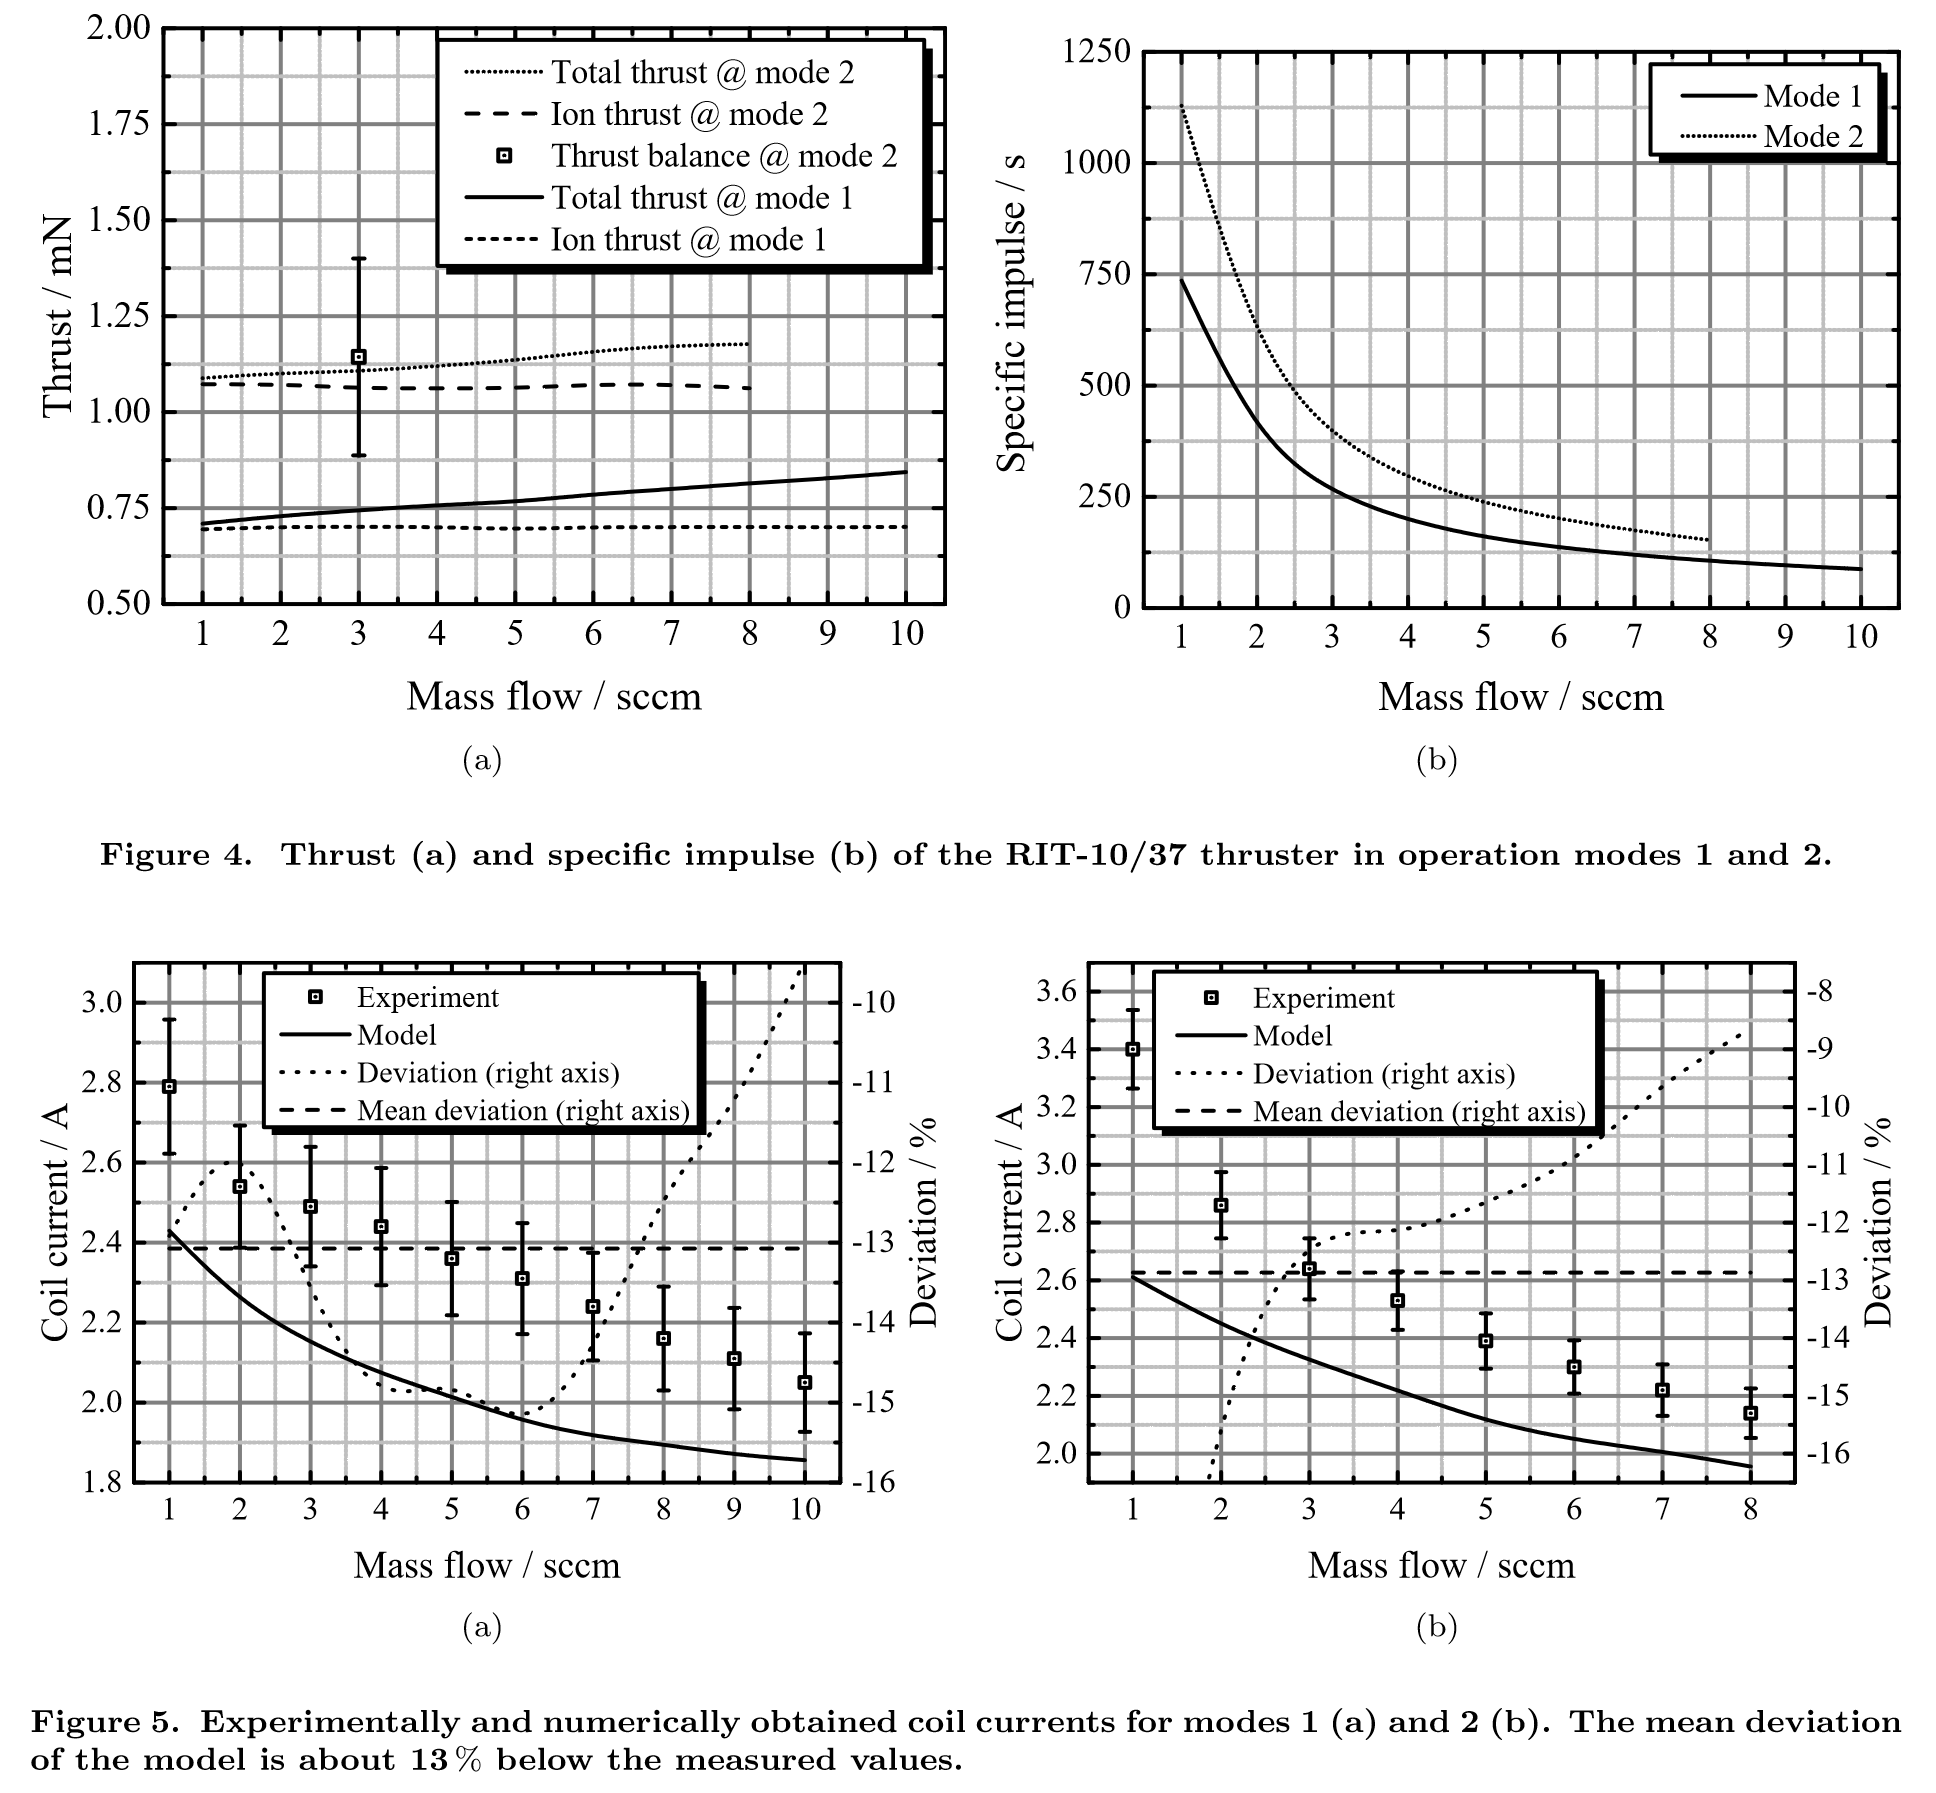 2.00
1.75
1.50
1.25
1.00
0.75
0.50
Thrust / mN
Total thrust @ mode 2
Ion thrust @ mode 2
Thrust balance @ mode 2
Total thrust @ mode 1
Ion thrust @ mode 1
1 2 3 4 5 6 7 8 9 10
Mass flow / sccm
(a)
1250
1000
750
500
250
0
Specific impulse / s
Mode 1
Mode 2
1 2 3 4 5 6 7 8 9 10
Mass flow / sccm
(b)
Figure 4. Thrust (a) and specific impulse (b) of the RIT-10/37 thruster in operation modes 1 and 2.
3.0
2.8
2.6
2.4
2.2
2.0
1.8
Coil current / A
Experiment
Model
Deviation (right axis)
Mean deviation (right axis)
-10
-11
-12
-13
-14
-15
-16
Deviation / %
1 2 3 4 5 6 7 8 9 10
Mass flow / sccm
(a)
3.6
3.4
3.2
3.0
2.8
2.6
2.4
2.2
2.0
Coil current / A
Experiment
Model
Deviation (right axis)
Mean deviation (right axis)
-8
-9
-10
-11
-12
-13
-14
-15
-16
Deviation / %
1 2 3 4 5 6 7 8
Mass flow / sccm
(b)
Figure 5. Experimentally and numerically obtained coil currents for modes 1 (a) and 2 (b). The mean deviation
of the model is about 13 % below the measured values.